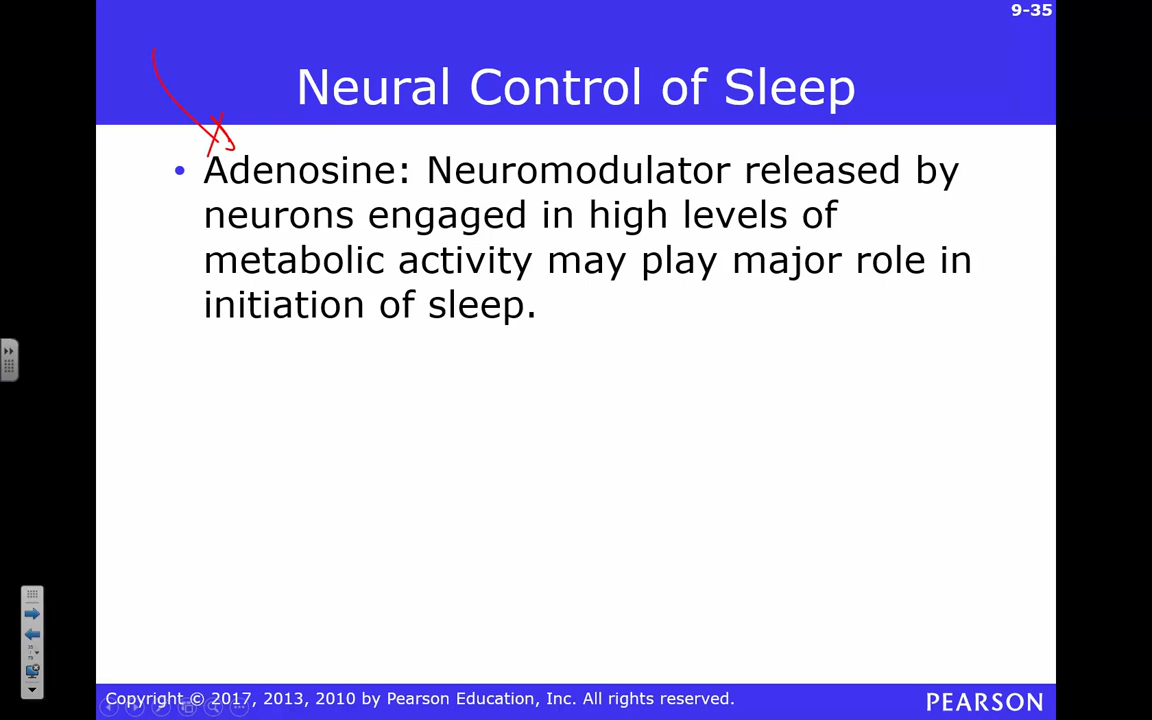 9-35
Neural Control of Sleep
• Adenosine: Neuromodulator released by
neurons engaged in high levels of
metabolic activity may play major role in
initiation of sleep.
Copyright © 2017, 2013, 2010 by Pearson Education, Inc. All rights reserved.
PEARSON